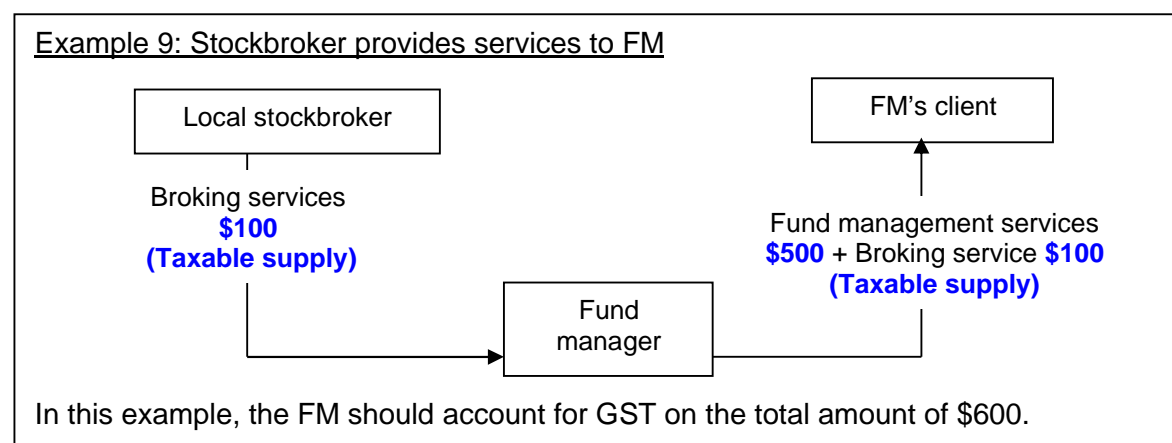 Example 9: Stockbroker provides services to FM
Local stockbroker
FM's client
Broking services
$100
(Taxable supply)
Fund management services
$500 + Broking service $100
(Taxable supply)
Fund
manager
In this example, the FM should account for GST on the total amount of $600.